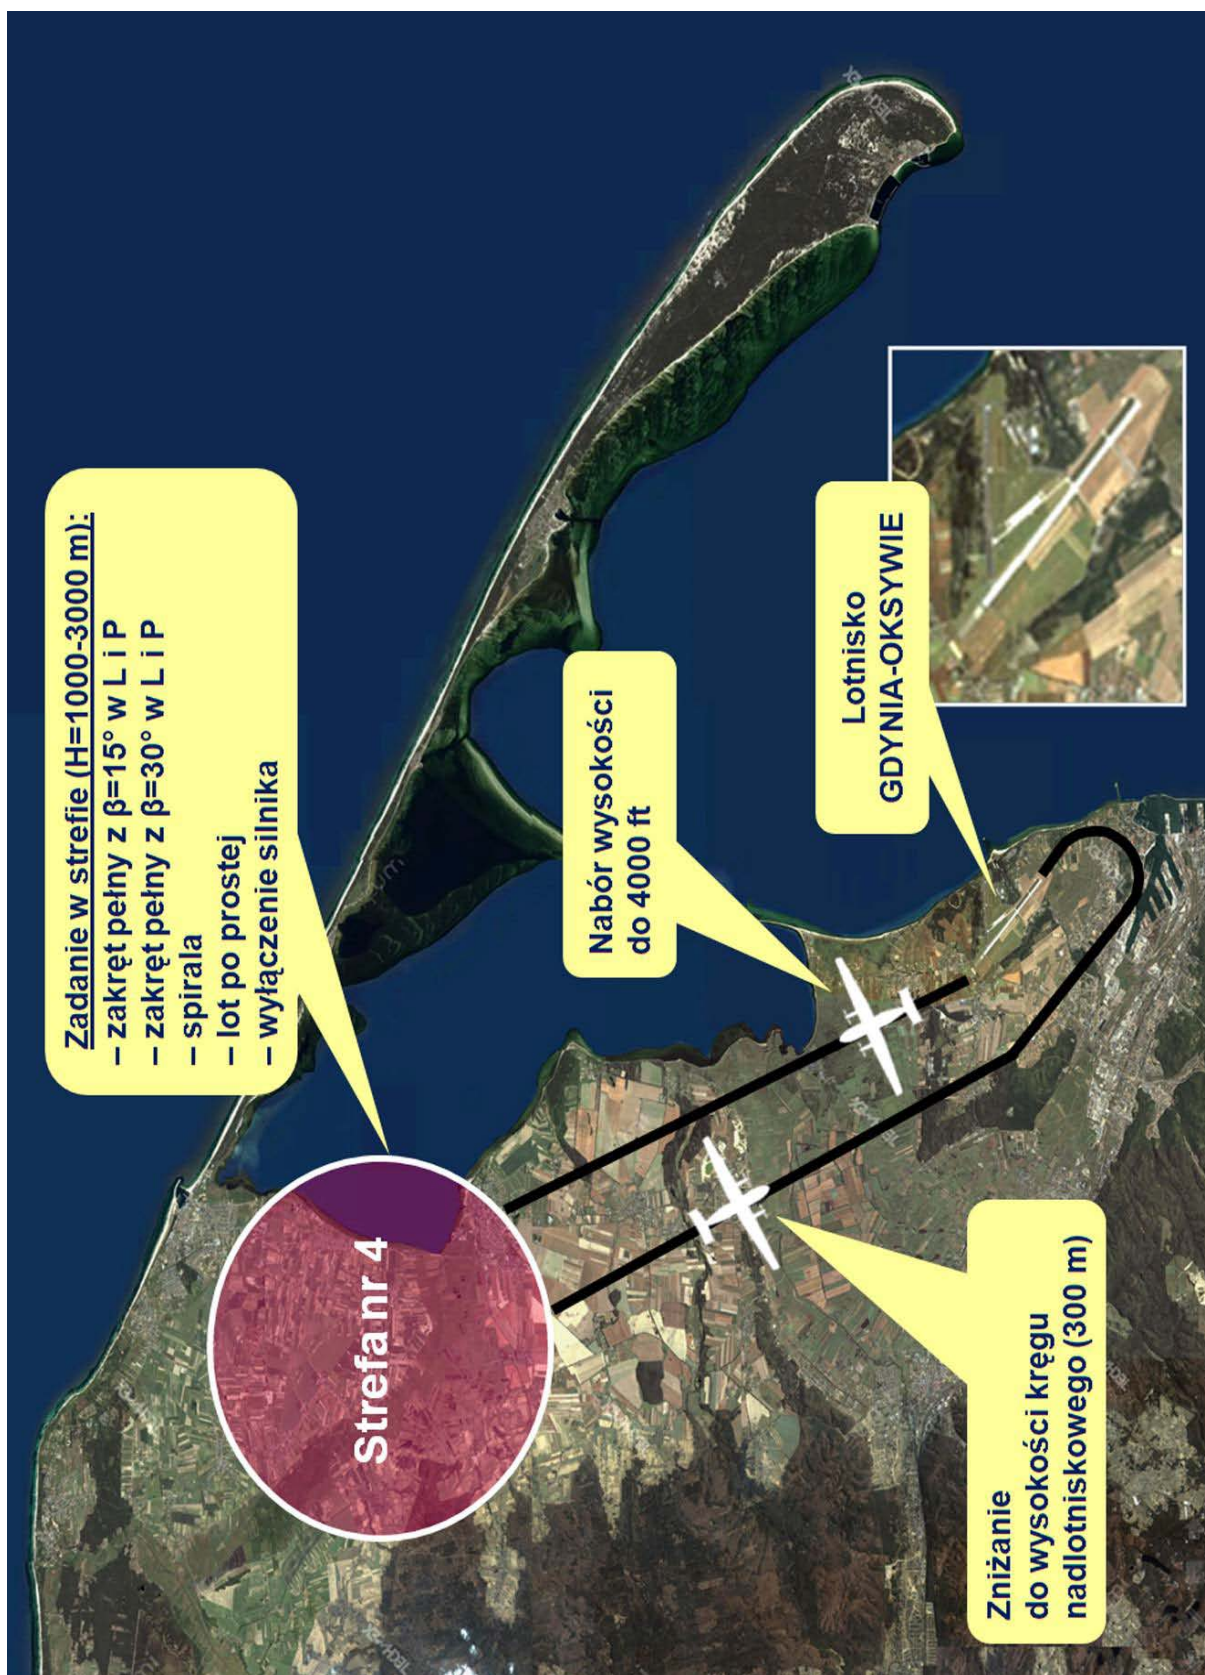 Zadanie w strefie (H=1000-3000 m):
– zakręt pełny z β=15° w L i P
– zakręt pełny z β=30° w L i P
– spirala
– lot po prostej
– wyłączenie silnika
Strefa nr 4
Nabór wysokości
do 4000 ft
Lotnisko
GDYNIA-OKSYWIE
Zniżanie
do wysokości kręgu
nadlotniskowego (300 m)